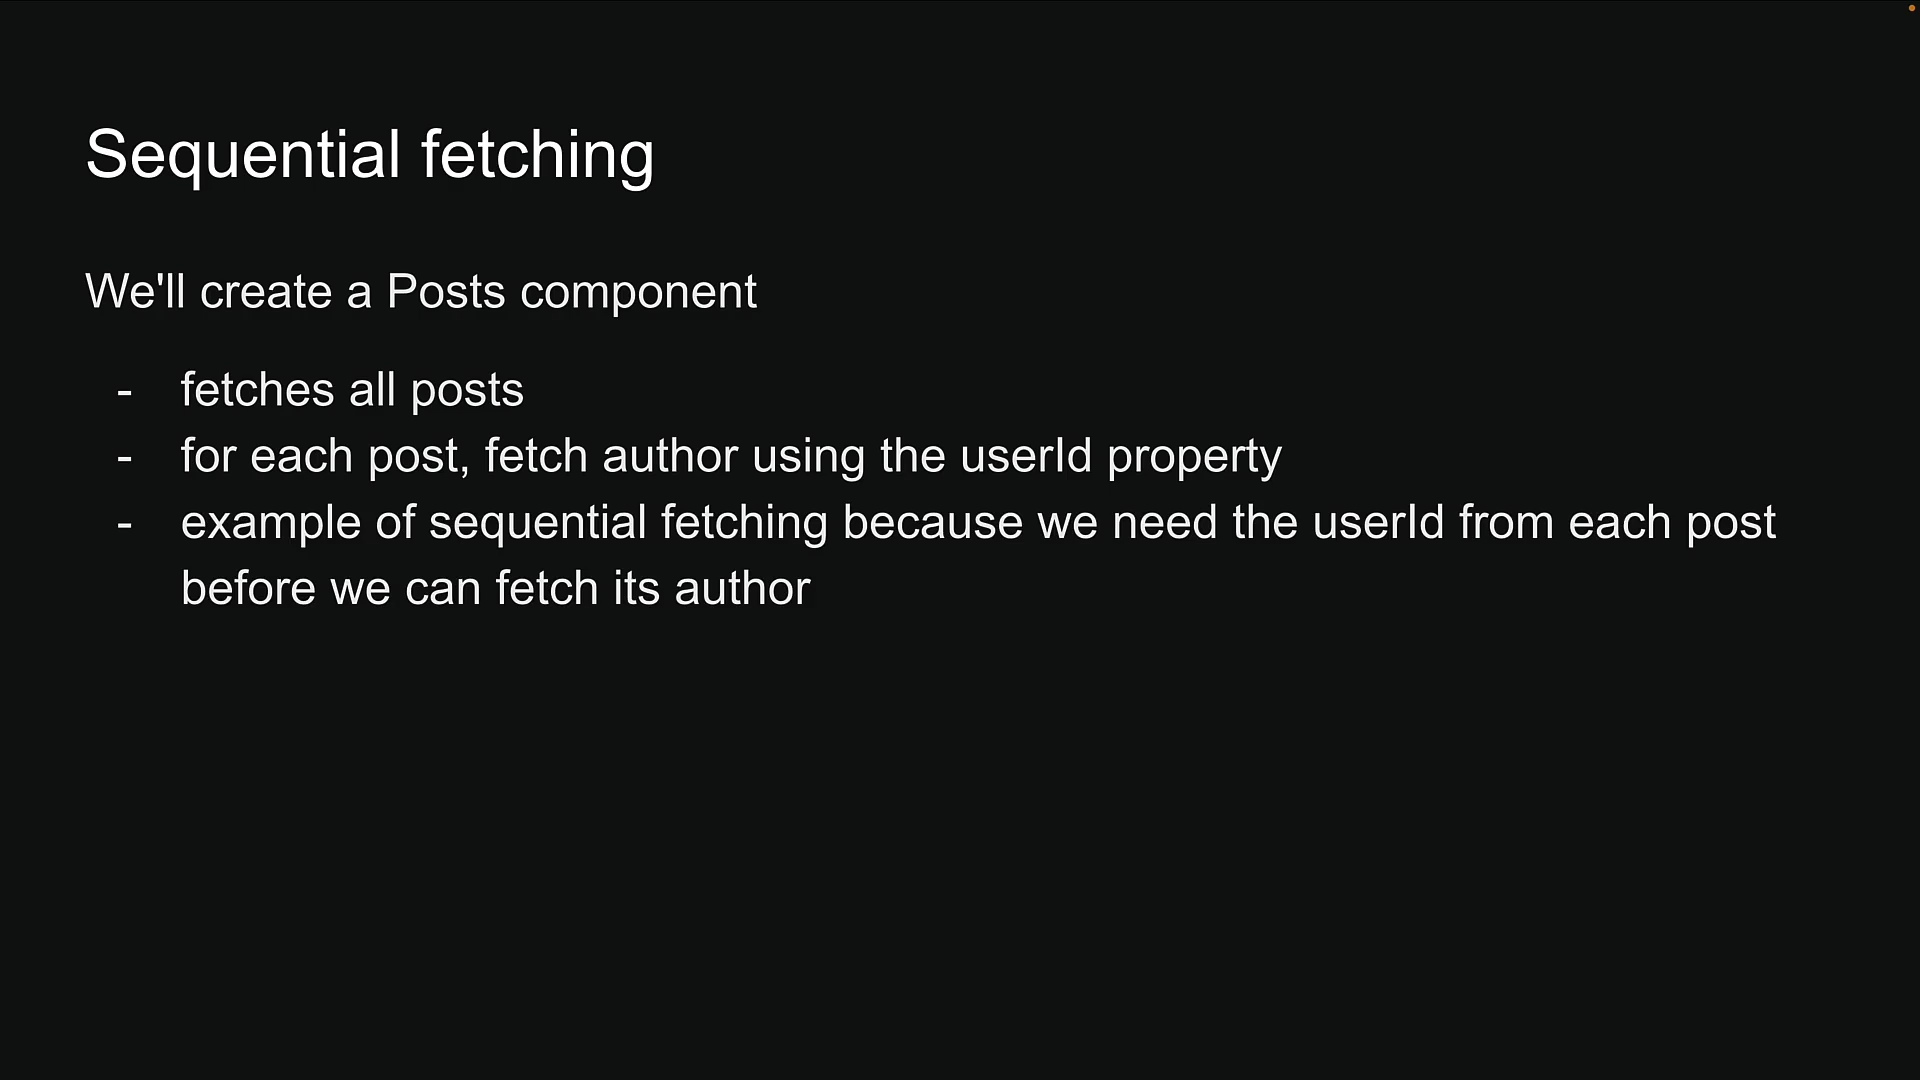 Sequential fetching
We'll create a Posts component
- fetches all posts
- for each post, fetch author using the userId property
- example of sequential fetching because we need the userId from each post
before we can fetch its author